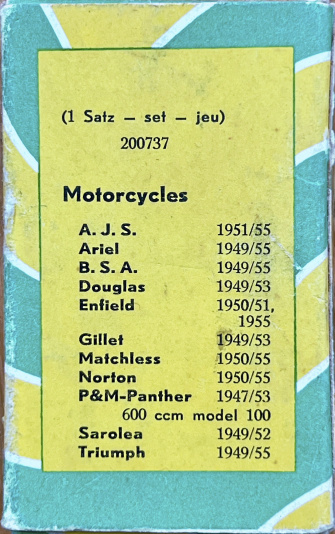 (1 Satz – set – jeu)
200737
Motorcycles
A. J. S. 1951/55
Ariel 1949/55
B. S. A. 1949/55
Douglas 1949/53
Enfield 1950/51,
1955
Gillet 1949/53
Matchless 1950/55
Norton 1950/55
P&M-Panther 1947/53
600 ccm model 100
Sarolea 1949/52
Triumph 1949/55